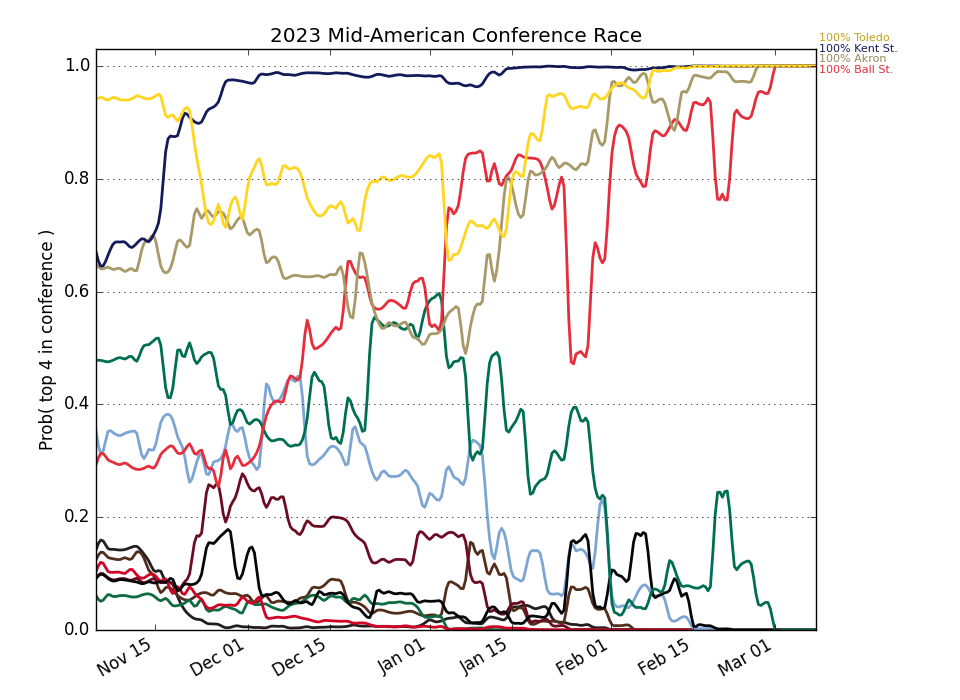 2023 Mid-American Conference Race
100% Toledo
100% Kent St.
100% Akron
100% Ball St.
Prob( top 4 in conference )
1.0
0.8
0.6
0.4
0.2
0.0
Nov 15
Dec 01
Dec 15
Jan 01
Jan 15
Feb 01
Feb 15
Mar 01